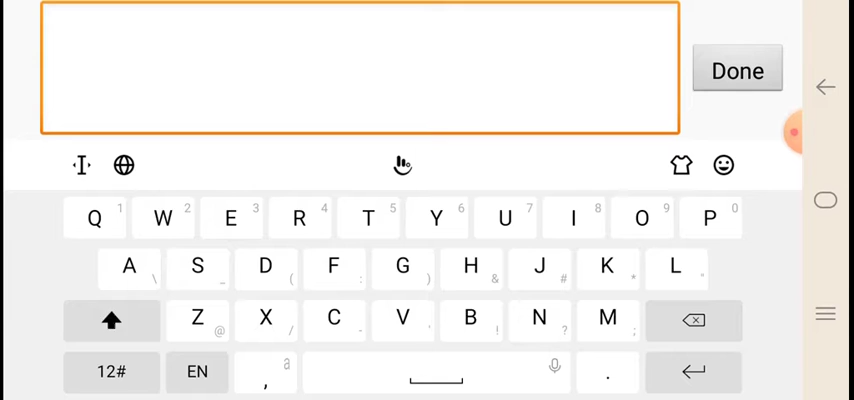 Done
1 2 3 4 5 6 7 8 9 0
Q W E R T Y U I O P
A S D F G H J K L
\ _ ( : ) & # *
Z X C V B N M
@ / - ' ! ? ;
12# EN , a .